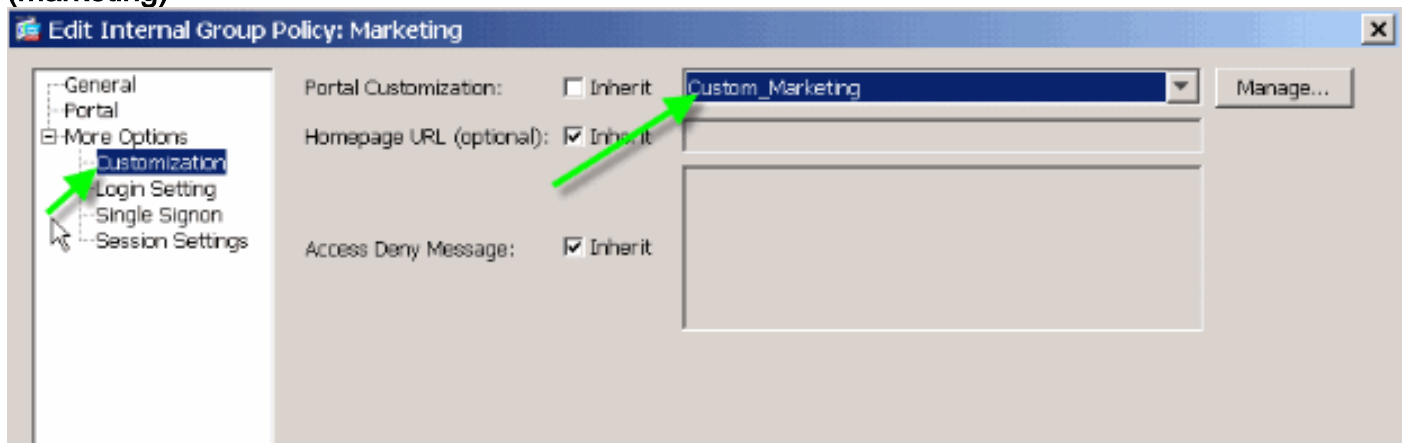 (marketing)
Edit Internal Group Policy: Marketing
General
Portal
More Options
Customization
Login Setting
Single Signon
Session Settings
Portal Customization: Inherit Custom_Marketing Manage...
Homepage URL (optional): Inherit
Access Deny Message: Inherit